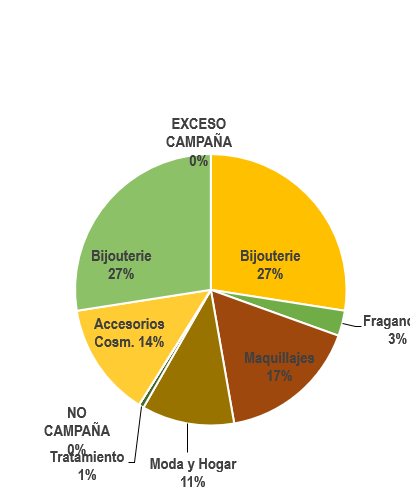 EXCESO
CAMPAÑA
0%
Bijouterie
27%
Bijouterie
27%
Fraganc
3%
Accesorios
Cosm. 14%
Maquillajes
17%
NO
CAMPAÑA
0%
Tratamiento
1%
Moda y Hogar
11%